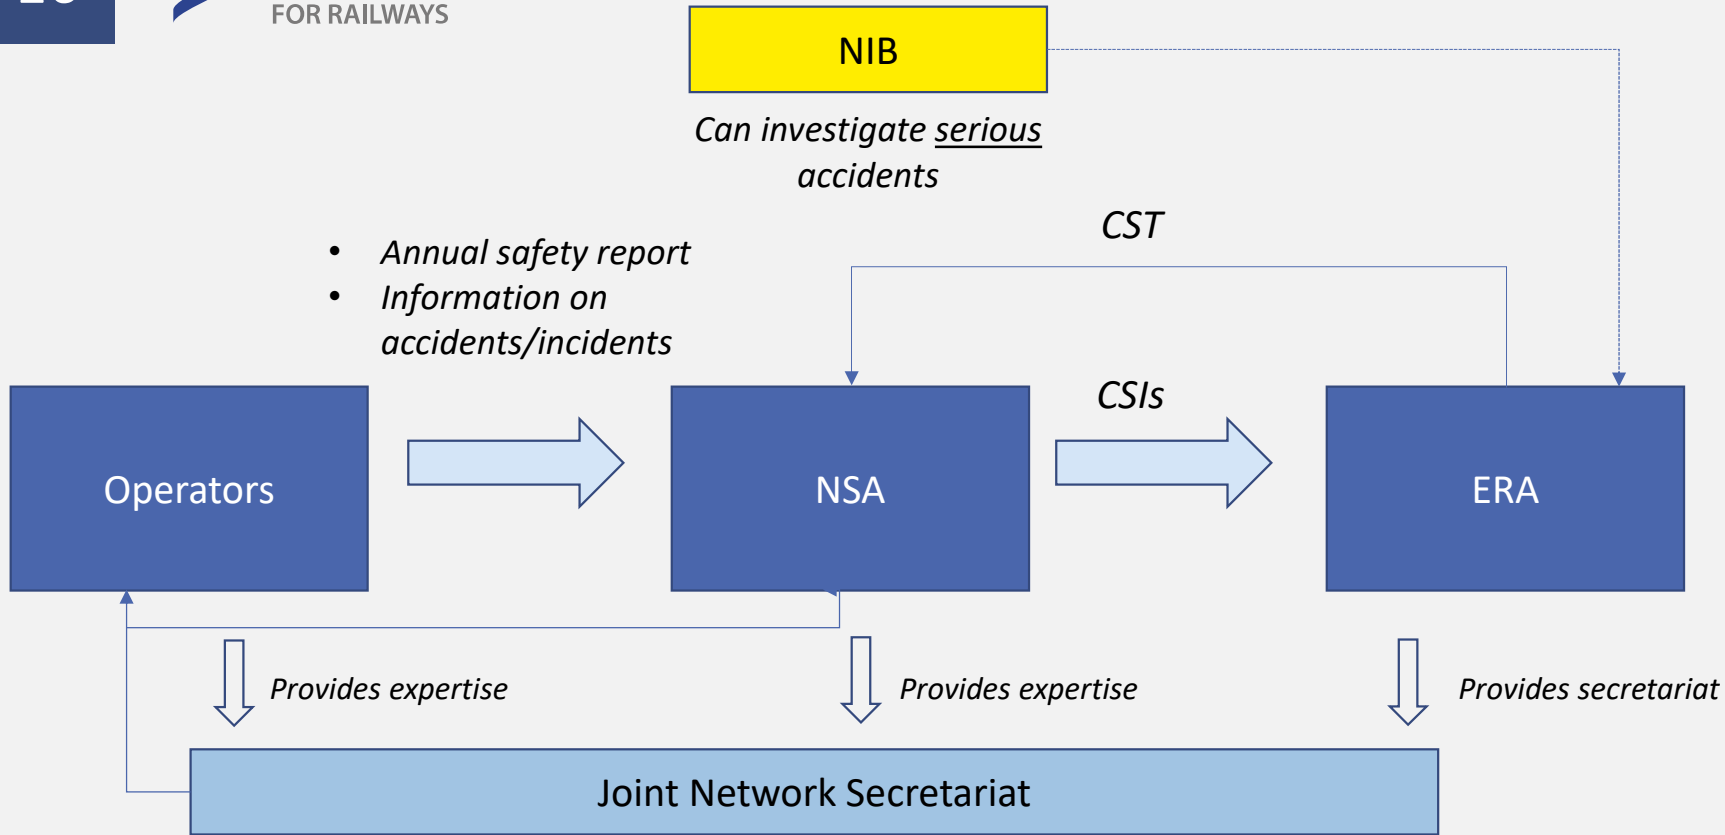 FOR RAILWAYS
NIB
Can investigate serious
accidents
CST
• Annual safety report
• Information on
accidents/incidents
CSIs
Operators
NSA
ERA
Provides expertise
Provides expertise
Provides secretariat
Joint Network Secretariat